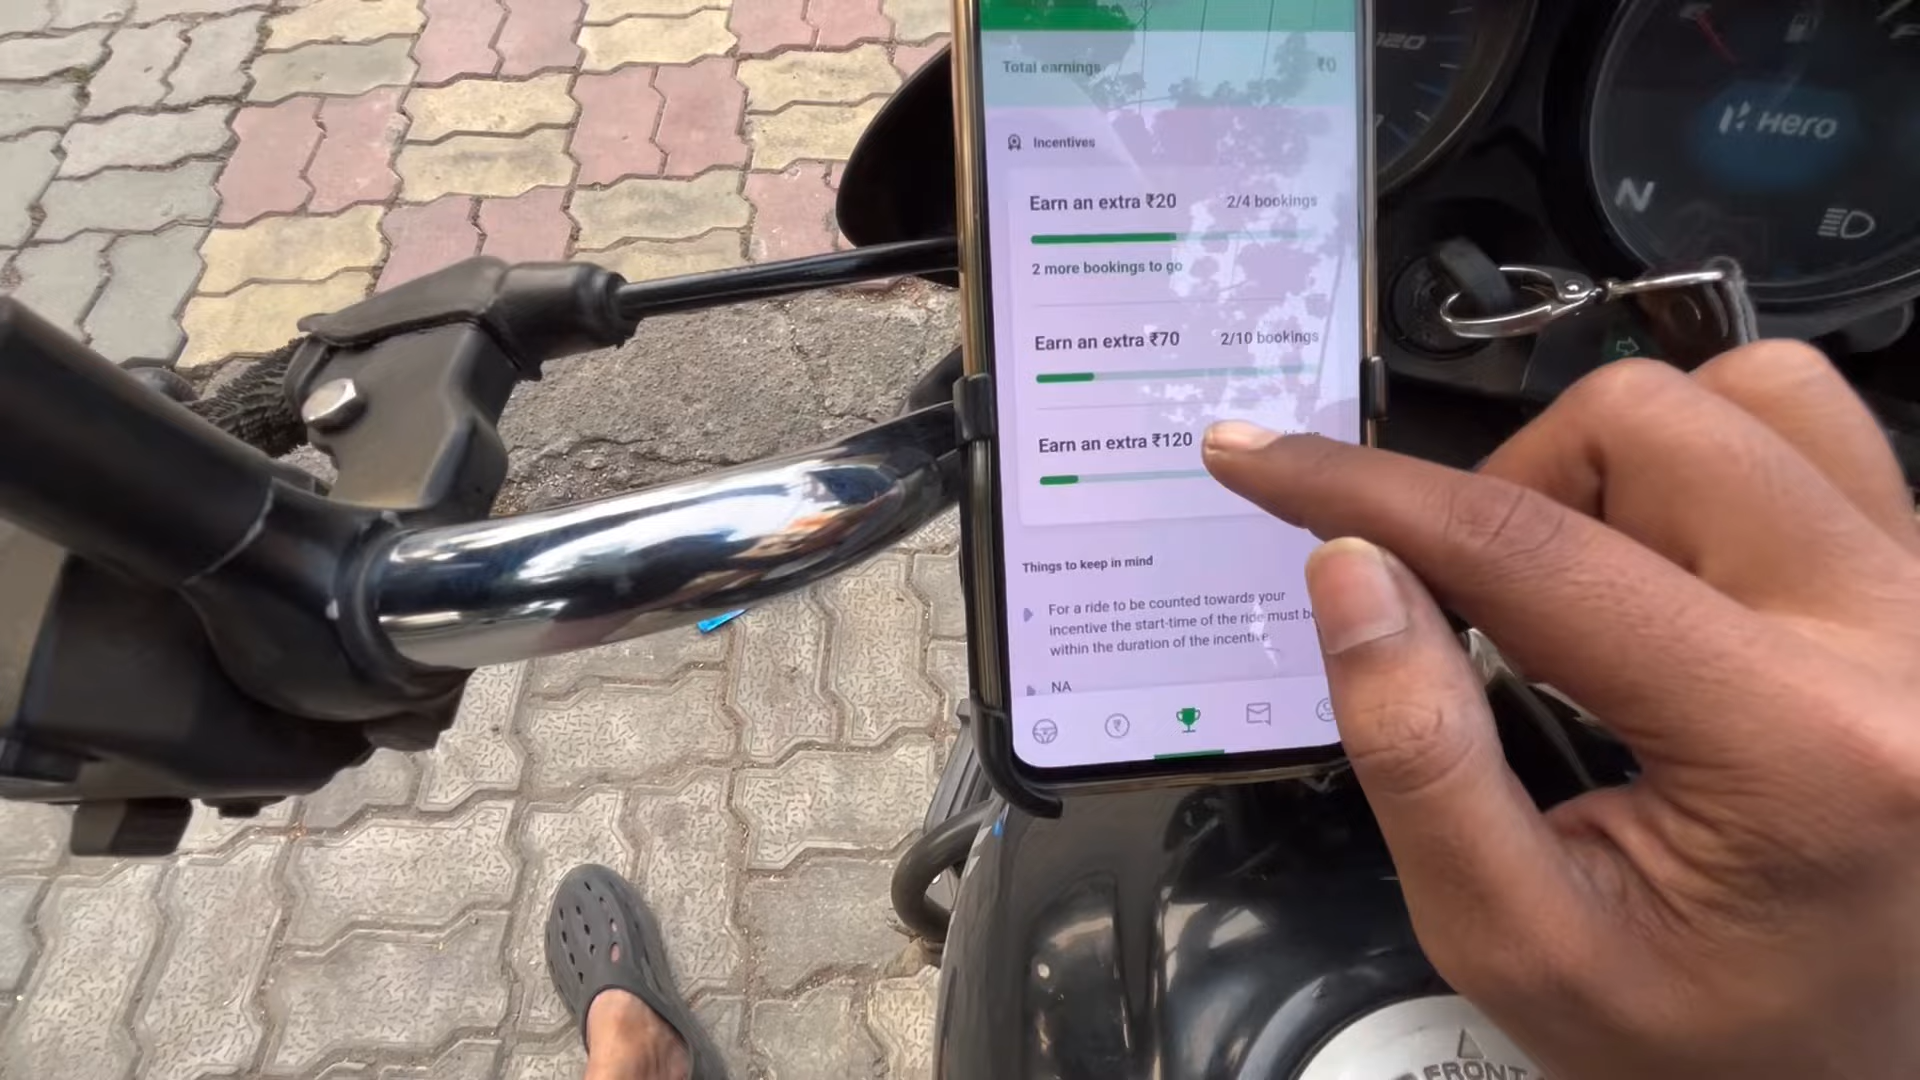 Total earnings ₹0
Incentives
Earn an extra ₹20 2/4 bookings
2 more bookings to go
Earn an extra ₹70 2/10 bookings
Earn an extra ₹120
Things to keep in mind
For a ride to be counted towards your
incentive the start-time of the ride must be
within the duration of the incentive
NA
120
Hero
N
FRONT